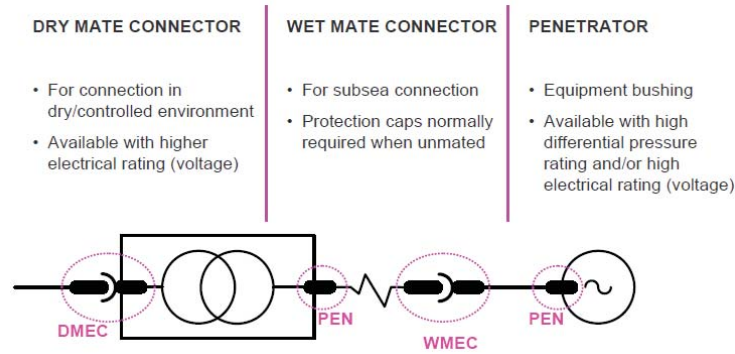 DRY MATE CONNECTOR
• For connection in
dry/controlled environment
• Available with higher
electrical rating (voltage)
WET MATE CONNECTOR
• For subsea connection
• Protection caps normally
required when unmated
PENETRATOR
• Equipment bushing
• Available with high
differential pressure
rating and/or high
electrical rating (voltage)
DMEC
PEN
WMEC
PEN